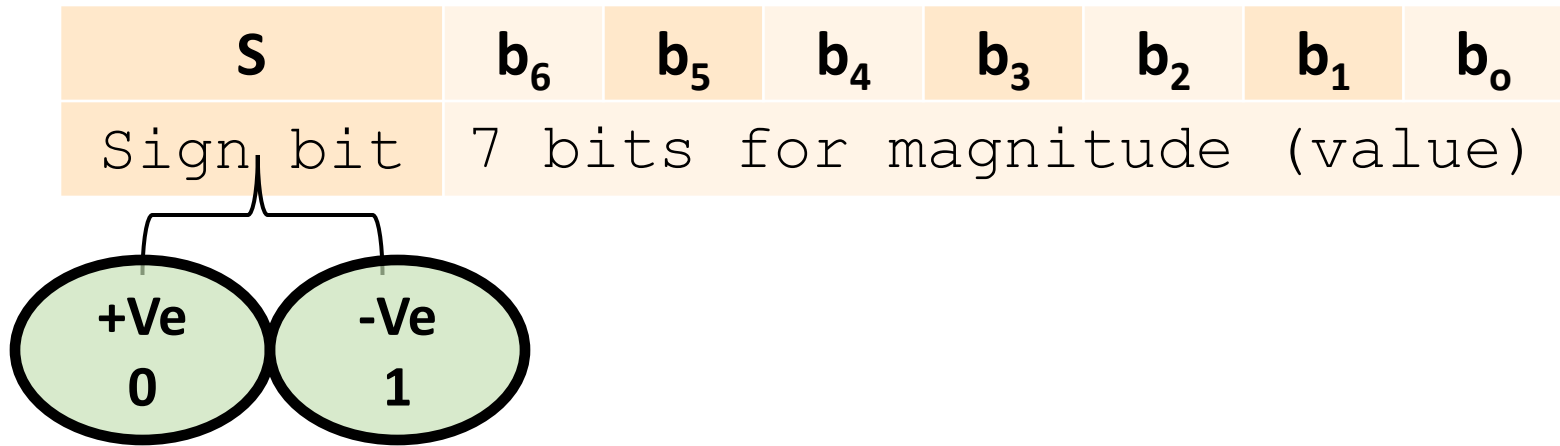 S b₆ b₅ b₄ b₃ b₂ b₁ bₒ
Sign bit 7 bits for magnitude (value)
+Ve -Ve
0 1